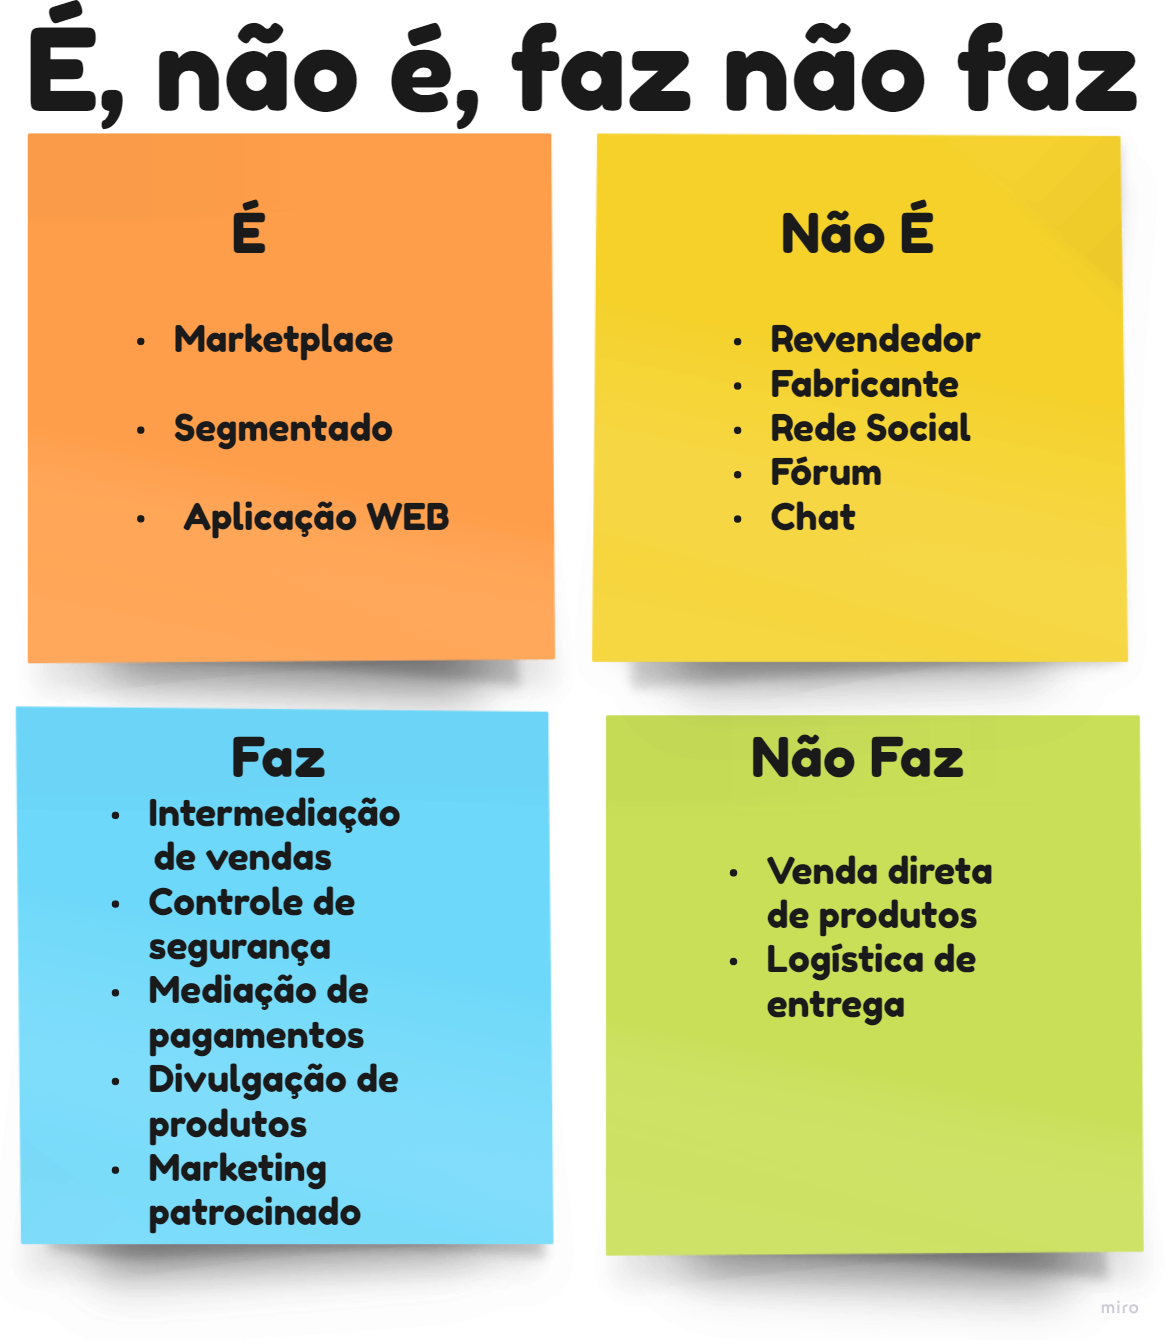 É, não é, faz não faz
É
• Marketplace
• Segmentado
• Aplicação WEB
Não É
• Revendedor
• Fabricante
• Rede Social
• Fórum
• Chat
Faz
• Intermediação
de vendas
• Controle de
segurança
• Mediação de
pagamentos
• Divulgação de
produtos
• Marketing
patrocinado
Não Faz
• Venda direta
de produtos
• Logística de
entrega
miro